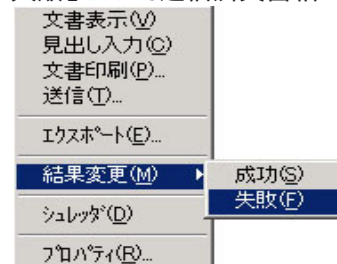 文書表示(V)
見出し入力(C)
文書印刷(P)...
送信(T)...
エクスポート(E)...
結果変更(M)
成功(S)
失敗(F)
シュレッダ(D)
プロパティ(R)...